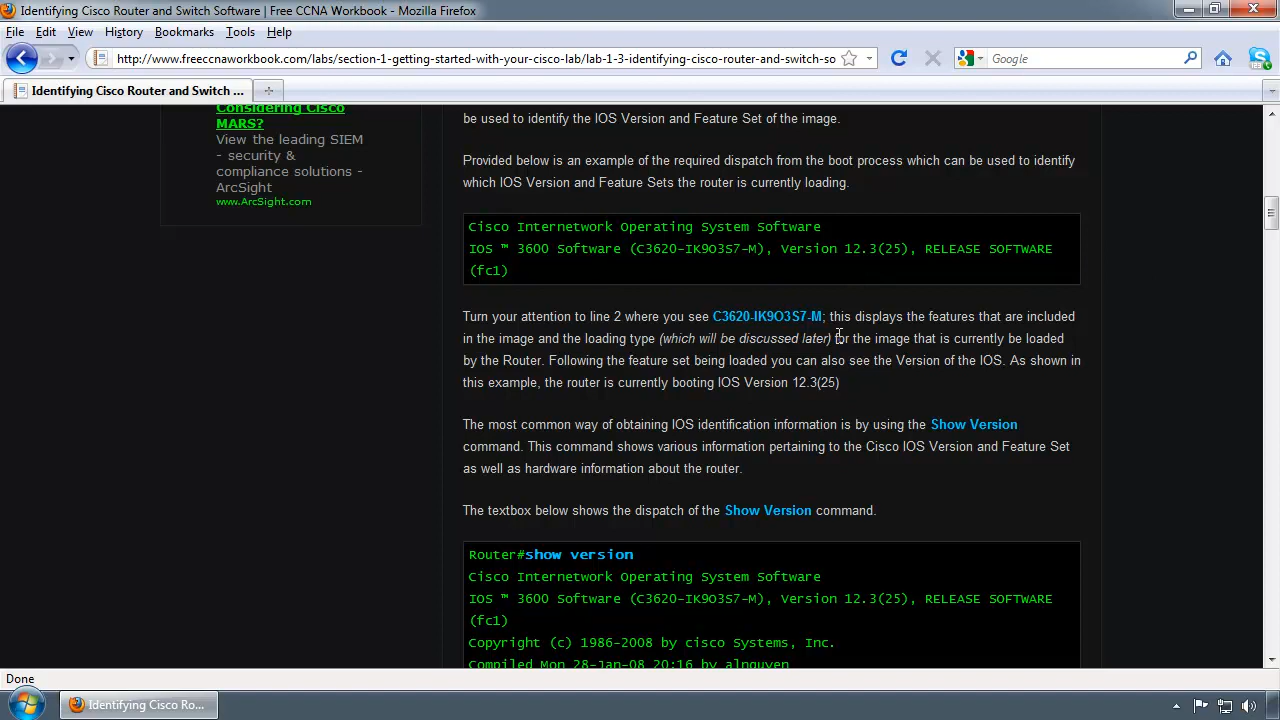 Identifying Cisco Router and Switch Software | Free CCNA Workbook - Mozilla Firefox
File Edit View History Bookmarks Tools Help
http://www.freeccnaworkbook.com/labs/section-1-getting-started-with-your-cisco-lab/lab-1-3-identifying-cisco-router-and-switch-so
Google
Identifying Cisco Router and Switch ...
Considering Cisco
MARS?
View the leading SIEM
- security &
compliance solutions -
ArcSight
www.ArcSight.com
be used to identify the IOS Version and Feature Set of the image.
Provided below is an example of the required dispatch from the boot process which can be used to identify
which IOS Version and Feature Sets the router is currently loading.
Cisco Internetwork Operating System Software
IOS ™ 3600 Software (C3620-IK9O3S7-M), Version 12.3(25), RELEASE SOFTWARE
(fc1)
Turn your attention to line 2 where you see C3620-IK9O3S7-M; this displays the features that are included
in the image and the loading type (which will be discussed later) for the image that is currently be loaded
by the Router. Following the feature set being loaded you can also see the Version of the IOS. As shown in
this example, the router is currently booting IOS Version 12.3(25)
The most common way of obtaining IOS identification information is by using the Show Version
command. This command shows various information pertaining to the Cisco IOS Version and Feature Set
as well as hardware information about the router.
The textbox below shows the dispatch of the Show Version command.
Router#show version
Cisco Internetwork Operating System Software
IOS ™ 3600 Software (C3620-IK9O3S7-M), Version 12.3(25), RELEASE SOFTWARE
(fc1)
Copyright (c) 1986-2008 by cisco Systems, Inc.
Compiled Mon 28-Jan-08 20:16 by alnguyen
Done
Identifying Cisco Ro...